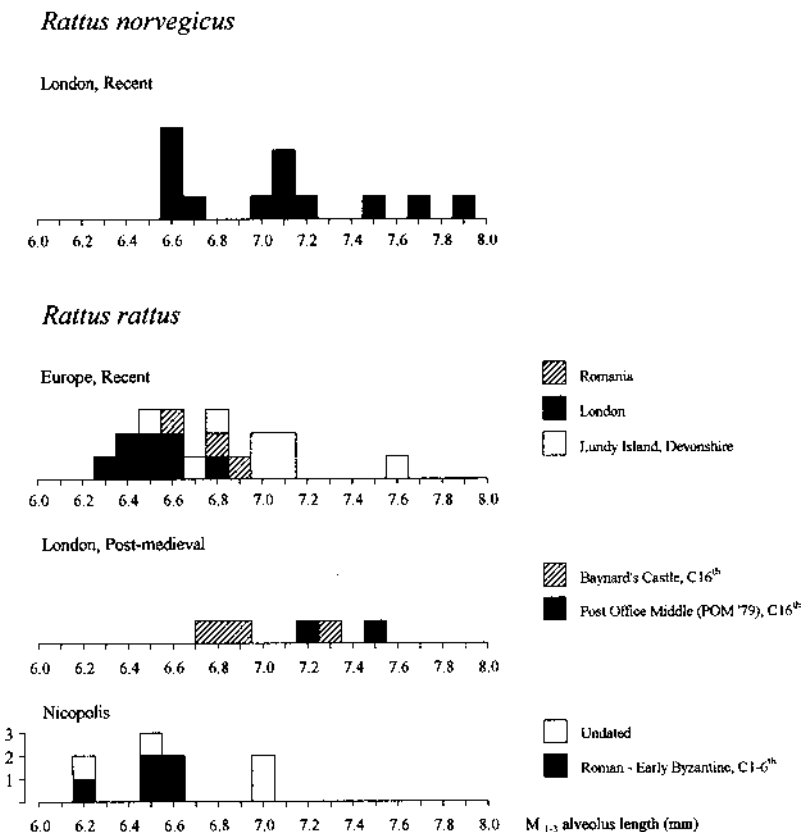 Rattus norvegicus
London, Recent
6.0 6.2 6.4 6.6 6.8 7.0 7.2 7.4 7.6 7.8 8.0
Rattus rattus
Europe, Recent
Romania
London
Lundy Island, Devonshire
6.0 6.2 6.4 6.6 6.8 7.0 7.2 7.4 7.6 7.8 8.0
London, Post-medieval
Baynard's Castle, C16th
Post Office Middle (POM '79), C16th
6.0 6.2 6.4 6.6 6.8 7.0 7.2 7.4 7.6 7.8 8.0
Nicopolis
3
2
1
Undated
Roman - Early Byzantine, C1-6th
6.0 6.2 6.4 6.6 6.8 7.0 7.2 7.4 7.6 7.8 8.0 M 1-3 alveolus length (mm)